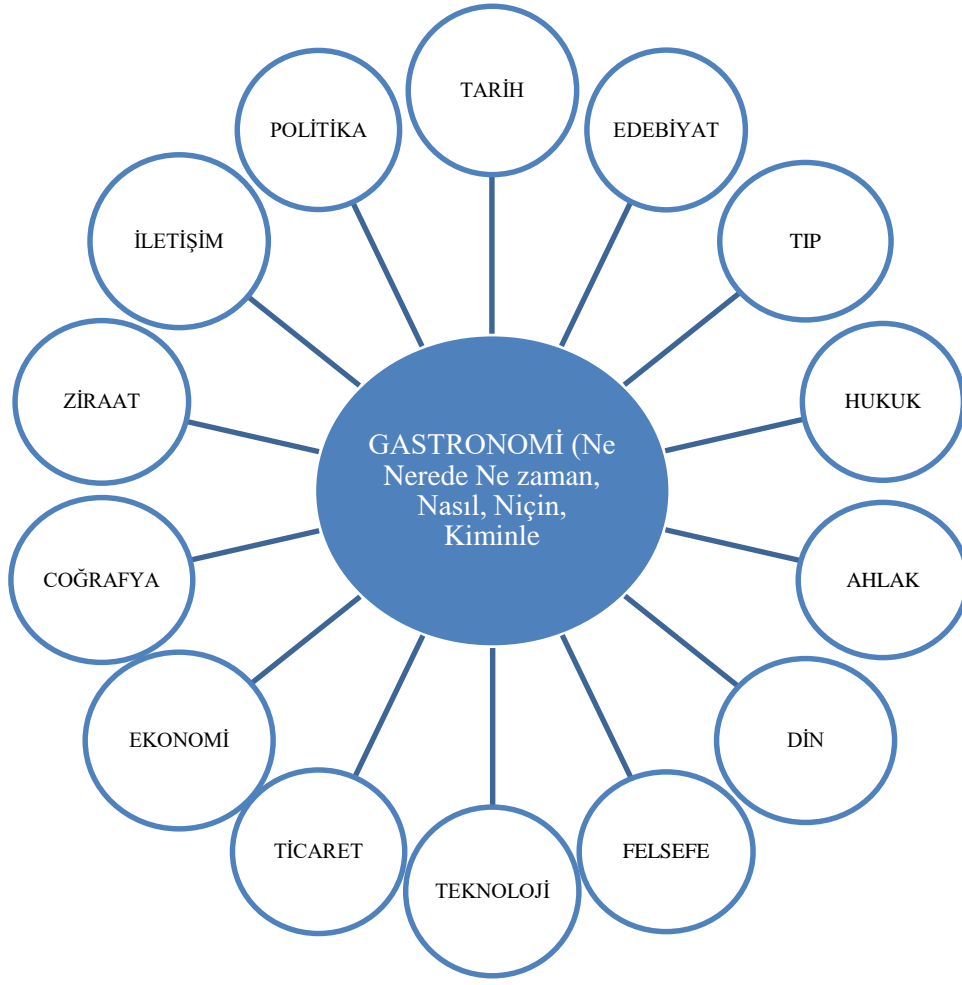 TARİH
EDEBİYAT
TIP
HUKUK
AHLAK
DİN
FELSEFE
TEKNOLOJİ
TİCARET
EKONOMİ
COĞRAFYA
ZİRAAT
İLETİŞİM
POLİTİKA
GASTRONOMİ (Ne
Nerede Ne zaman,
Nasıl, Niçin,
Kiminle